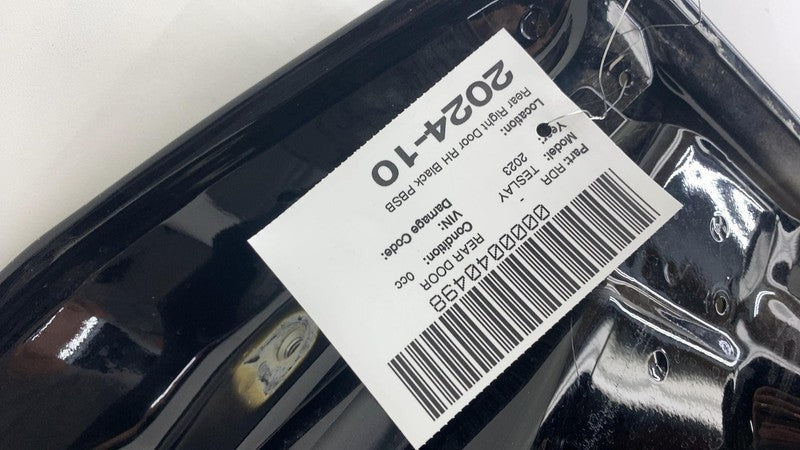 0000040498
Part: RDR - REAR DOOR
Model: TESLAY Condition: 0cc
Year: 2023 VIN:
Damage Code:
Location:
Rear Right Door RH Black PBSB
2024-10